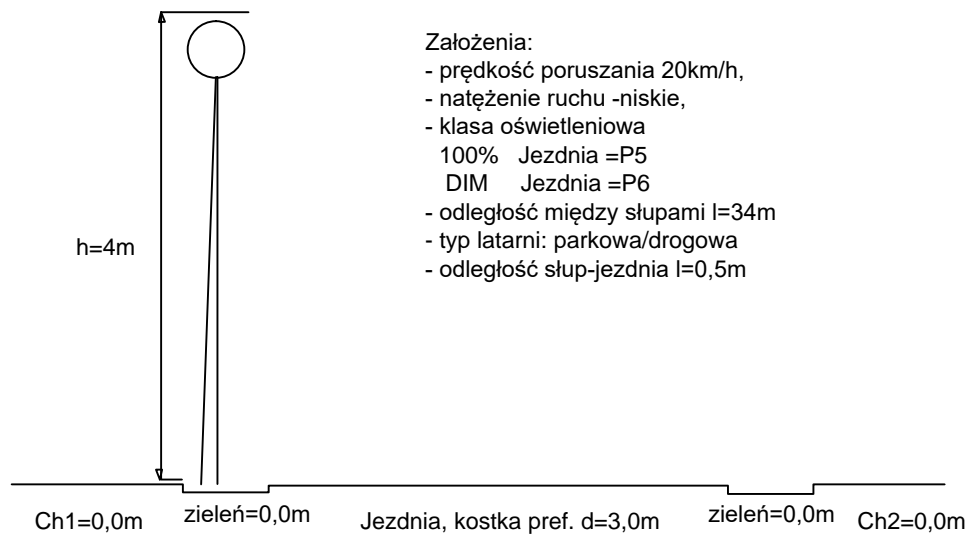 Założenia:
- prędkość poruszania 20km/h,
- natężenie ruchu -niskie,
- klasa oświetleniowa
100% Jezdnia =P5
DIM Jezdnia =P6
- odległość między słupami l=34m
- typ latarni: parkowa/drogowa
- odległość słup-jezdnia l=0,5m
h=4m
Ch1=0,0m zieleń=0,0m Jezdnia, kostka pref. d=3,0m zieleń=0,0m Ch2=0,0m